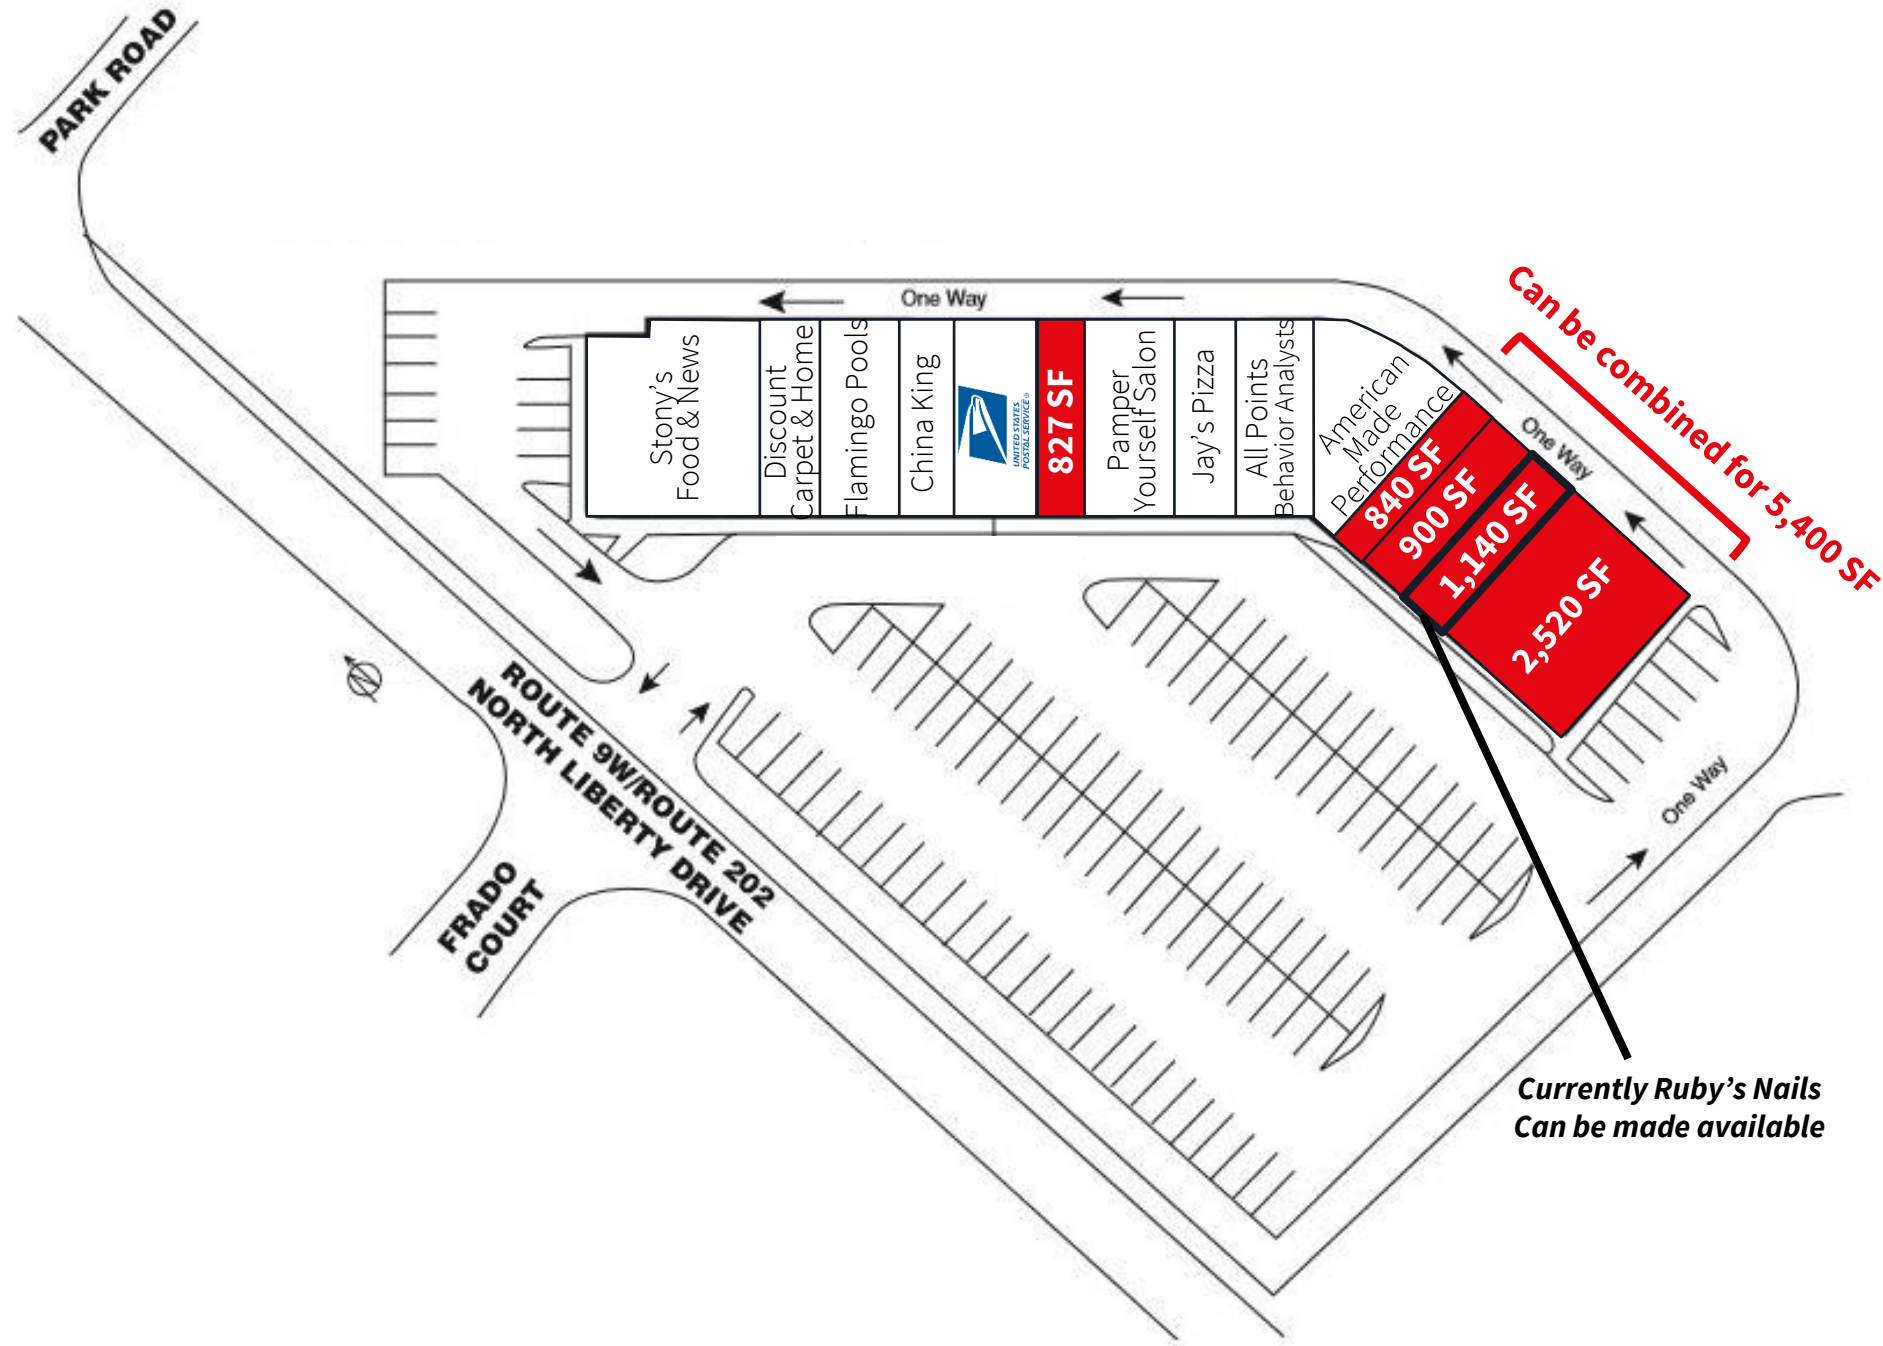 PARK ROAD
One Way
Can be combined for 5,400 SF
Stony's
Food & News
Discount
Carpet & Home
Flamingo Pools
China King
UNITED STATES
POSTAL SERVICE®
827 SF
Pamper
Yourself Salon
Jay's Pizza
All Points
Behavior Analysts
American
Made
Performance
840 SF
900 SF
1,140 SF
2,520 SF
One Way
One Way
N
ROUTE 9W/ROUTE 202
NORTH LIBERTY DRIVE
FRADO
COURT
Currently Ruby's Nails
Can be made available